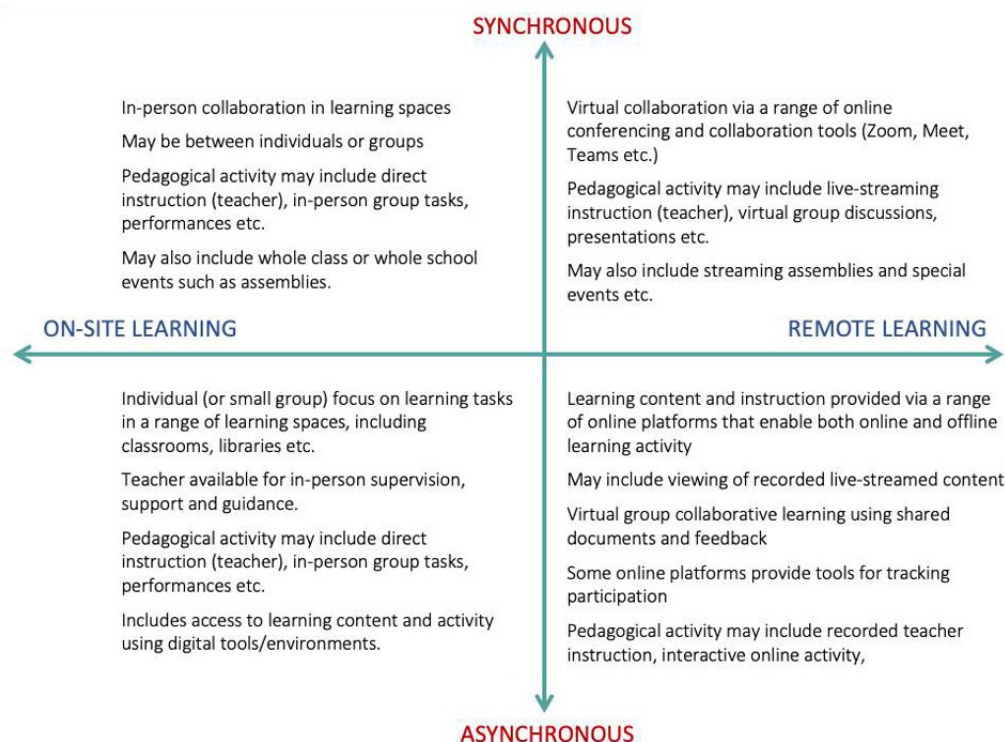 SYNCHRONOUS
In-person collaboration in learning spaces
May be between individuals or groups
Pedagogical activity may include direct
instruction (teacher), in-person group tasks,
performances etc.
May also include whole class or whole school
events such as assemblies.
Virtual collaboration via a range of online
conferencing and collaboration tools (Zoom, Meet,
Teams etc.)
Pedagogical activity may include live-streaming
instruction (teacher), virtual group discussions,
presentations etc.
May also include streaming assemblies and special
events etc.
ON-SITE LEARNING
REMOTE LEARNING
Individual (or small group) focus on learning tasks
in a range of learning spaces, including
classrooms, libraries etc.
Teacher available for in-person supervision,
support and guidance.
Pedagogical activity may include direct
instruction (teacher), in-person group tasks,
performances etc.
Includes access to learning content and activity
using digital tools/environments.
Learning content and instruction provided via a range
of online platforms that enable both online and offline
learning activity
May include viewing of recorded live-streamed content
Virtual group collaborative learning using shared
documents and feedback
Some online platforms provide tools for tracking
participation
Pedagogical activity may include recorded teacher
instruction, interactive online activity,
ASYNCHRONOUS